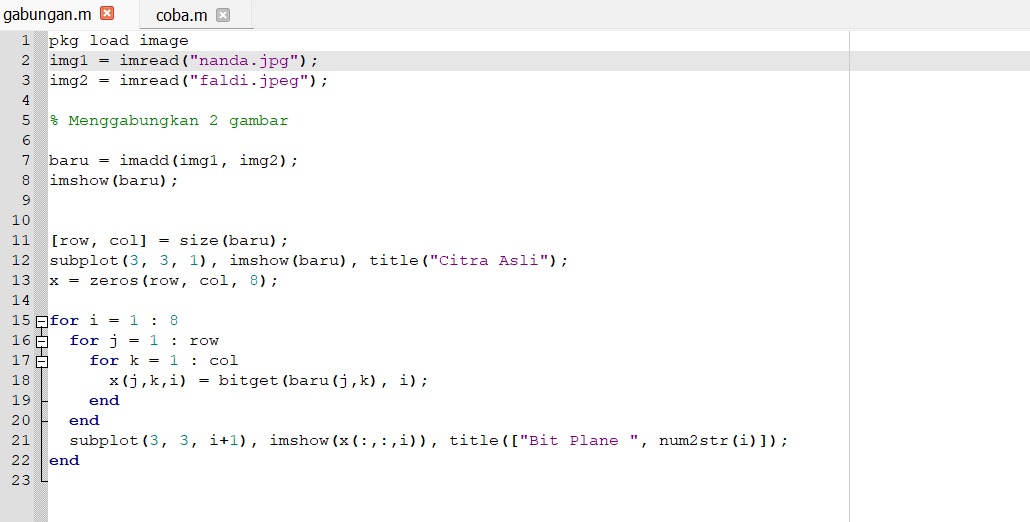 gabungan.m
coba.m
1 pkg load image
2 img1 = imread("nanda.jpg");
3 img2 = imread("faldi.jpeg");
4
5 % Menggabungkan 2 gambar
6
7 baru = imadd(img1, img2);
8 imshow(baru);
9
10
11 [row, col] = size(baru);
12 subplot(3, 3, 1), imshow(baru), title("Citra Asli");
13 x = zeros(row, col, 8);
14
15 for i = 1 : 8
16   for j = 1 : row
17     for k = 1 : col
18       x(j,k,i) = bitget(baru(j,k), i);
19     end
20   end
21   subplot(3, 3, i+1), imshow(x(:,:,i)), title(["Bit Plane ", num2str(i)]);
22 end
23